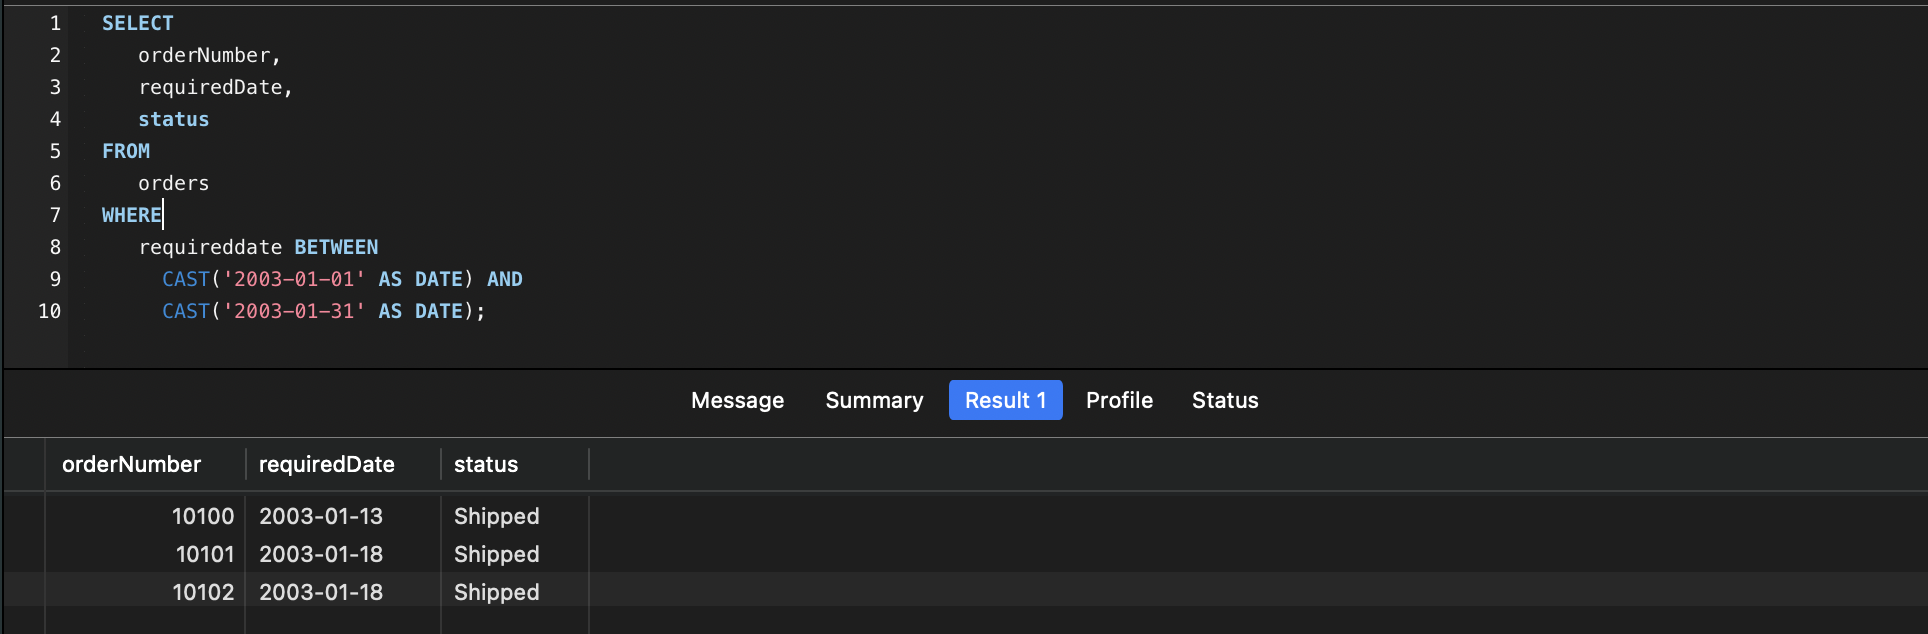 1 SELECT
2 orderNumber,
3 requiredDate,
4 status
5 FROM
6 orders
7 WHERE
8 requireddate BETWEEN
9 CAST('2003-01-01' AS DATE) AND
10 CAST('2003-01-31' AS DATE);
Message Summary Result 1 Profile Status
orderNumber requiredDate status
10100 2003-01-13 Shipped
10101 2003-01-18 Shipped
10102 2003-01-18 Shipped